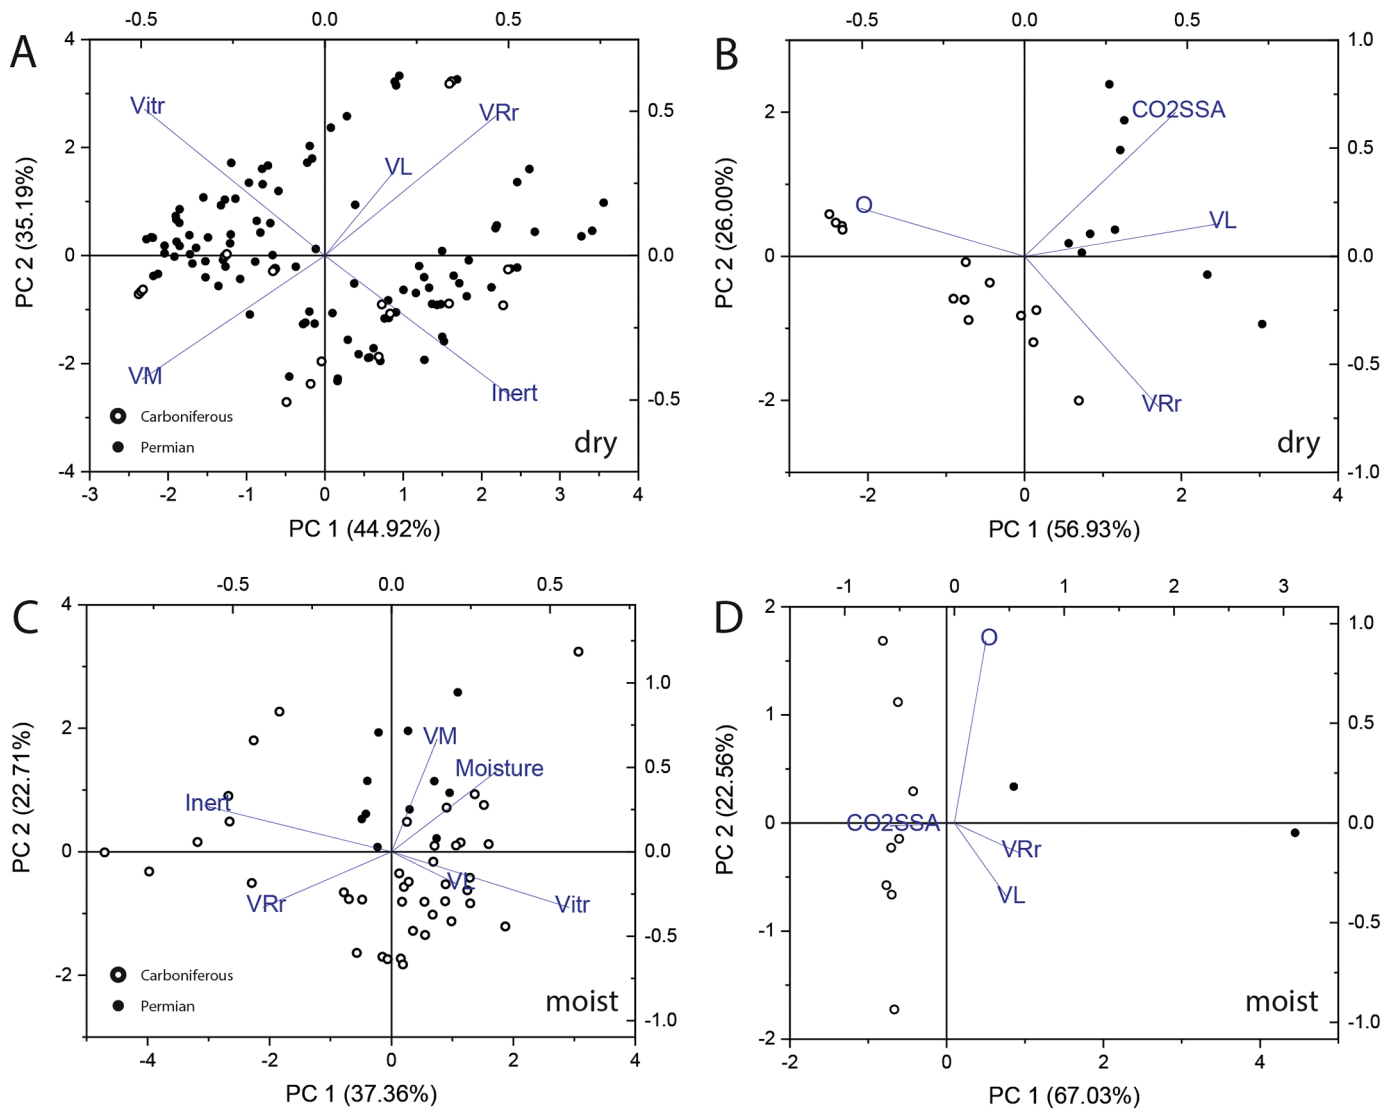 A
-0.5 0.0 0.5
4
2
0
-2
-4
PC 2 (35.19%)
Vitr
VRr
VL
VM
Inert
0.5
0.0
-0.5
Carboniferous
Permian
dry
-3 -2 -1 0 1 2 3 4
PC 1 (44.92%)
B
-0.5 0.0 0.5
2
0
-2
PC 2 (26.00%)
CO2SSA
O
VL
VRr
1.0
0.5
0.0
-0.5
-1.0
dry
-2 0 2 4
PC 1 (56.93%)
C
-0.5 0.0 0.5
4
2
0
-2
PC 2 (22.71%)
VM
Moisture
Inert
VL
VRr
Vitr
1.0
0.5
0.0
-0.5
-1.0
Carboniferous
Permian
moist
-4 -2 0 2 4
PC 1 (37.36%)
D
-1 0 1 2 3
2
1
0
-1
-2
PC 2 (22.56%)
O
CO2SSA
VRr
VL
1.0
0.5
0.0
-0.5
-1.0
moist
-2 0 2 4
PC 1 (67.03%)